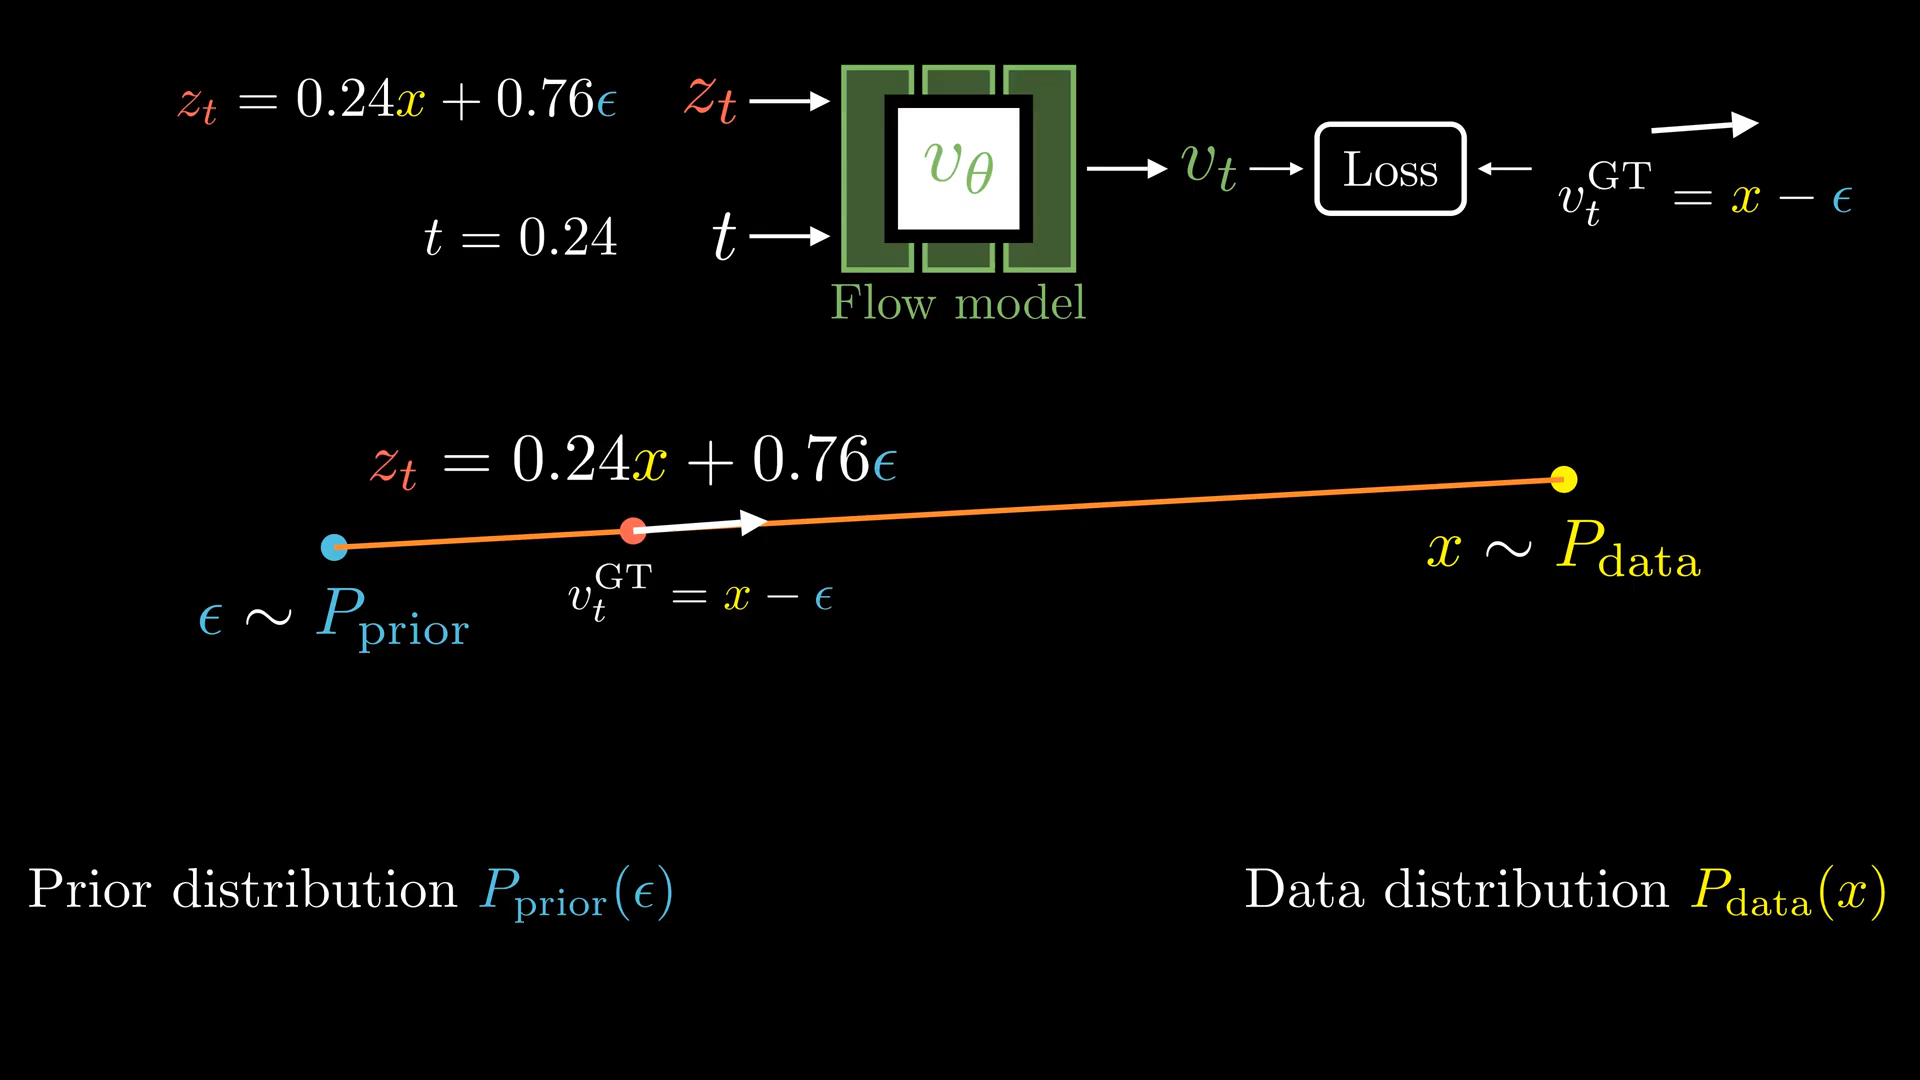 z_t = 0.24x + 0.76ϵ
z_t
t = 0.24
t
v_θ
Flow model
v_t
Loss
v_t^GT = x − ϵ
z_t = 0.24x + 0.76ϵ
v_t^GT = x − ϵ
ϵ ∼ P_prior
x ∼ P_data
Prior distribution P_prior(ϵ)
Data distribution P_data(x)